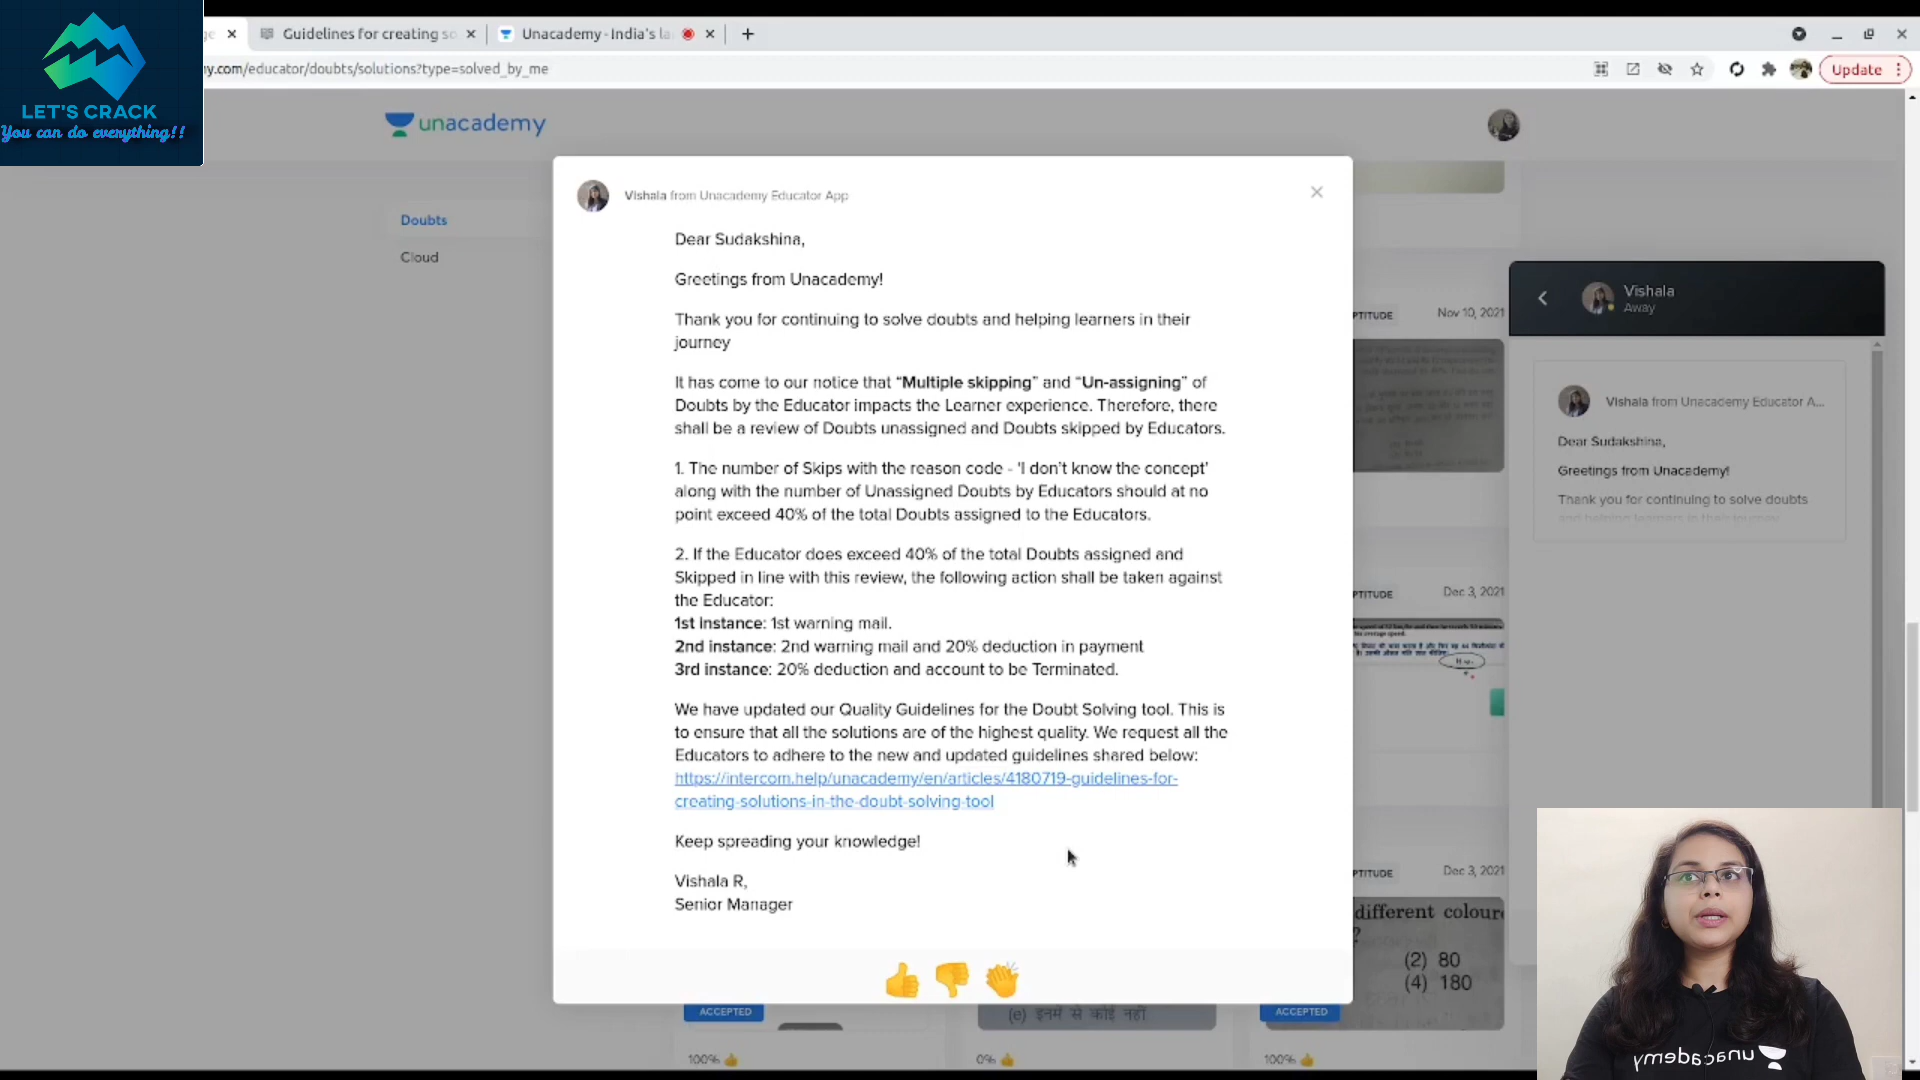 LET'S CRACK
You can do everything!!
Guidelines for creating so
Unacademy - India's la
y.com/educator/doubts/solutions?type=solved_by_me
Update
unacademy
Doubts
Cloud
Vishala from Unacademy Educator App
Dear Sudakshina,
Greetings from Unacademy!
Thank you for continuing to solve doubts and helping learners in their
journey
It has come to our notice that “Multiple skipping” and “Un-assigning” of
Doubts by the Educator impacts the Learner experience. Therefore, there
shall be a review of Doubts unassigned and Doubts skipped by Educators.
1. The number of Skips with the reason code - 'I don’t know the concept’
along with the number of Unassigned Doubts by Educators should at no
point exceed 40% of the total Doubts assigned to the Educators.
2. If the Educator does exceed 40% of the total Doubts assigned and
Skipped in line with this review, the following action shall be taken against
the Educator:
1st instance: 1st warning mail.
2nd instance: 2nd warning mail and 20% deduction in payment
3rd instance: 20% deduction and account to be Terminated.
We have updated our Quality Guidelines for the Doubt Solving tool. This is
to ensure that all the solutions are of the highest quality. We request all the
Educators to adhere to the new and updated guidelines shared below:
https://intercom.help/unacademy/en/articles/4180719-guidelines-for-
creating-solutions-in-the-doubt-solving-tool
Keep spreading your knowledge!
Vishala R,
Senior Manager
PTITUDE
Nov 10, 2021
PTITUDE
Dec 3, 2021
PTITUDE
Dec 3, 2021
different colour
?
(2) 80
(4) 180
Vishala
Away
Vishala from Unacademy Educator A...
Dear Sudakshina,
Greetings from Unacademy!
Thank you for continuing to solve doubts
and helping learners in their journey
ACCEPTED
(e) इनमें से कोई नहीं
ACCEPTED
100%
0%
100%
unacademy